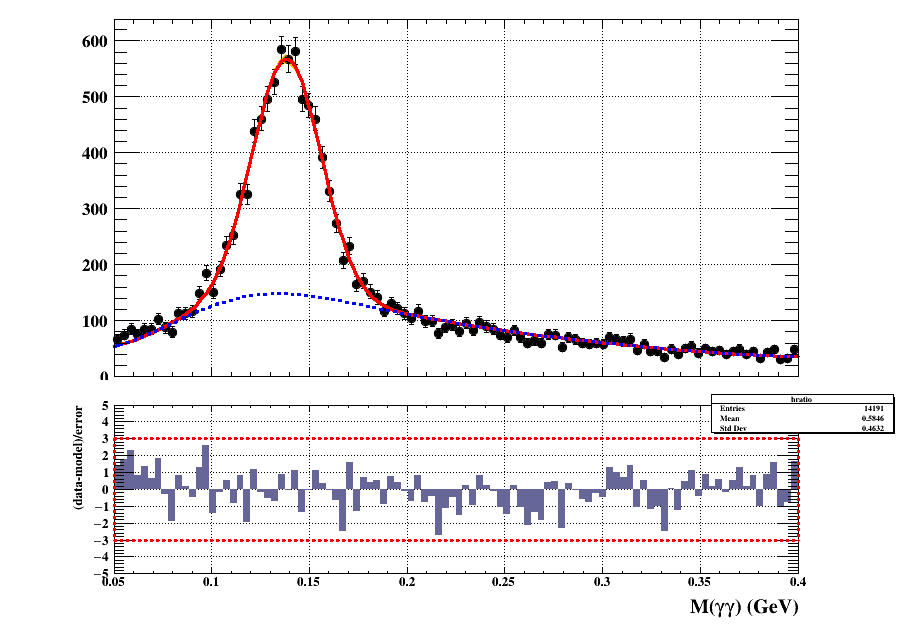 600
500
400
300
200
100
0
(data-model)/error
5
4
3
2
1
0
−1
−2
−3
−4
−5
hratio
Entries 14191
Mean 0.5846
Std Dev 0.4632
0.05 0.1 0.15 0.2 0.25 0.3 0.35 0.4
M(γγ) (GeV)